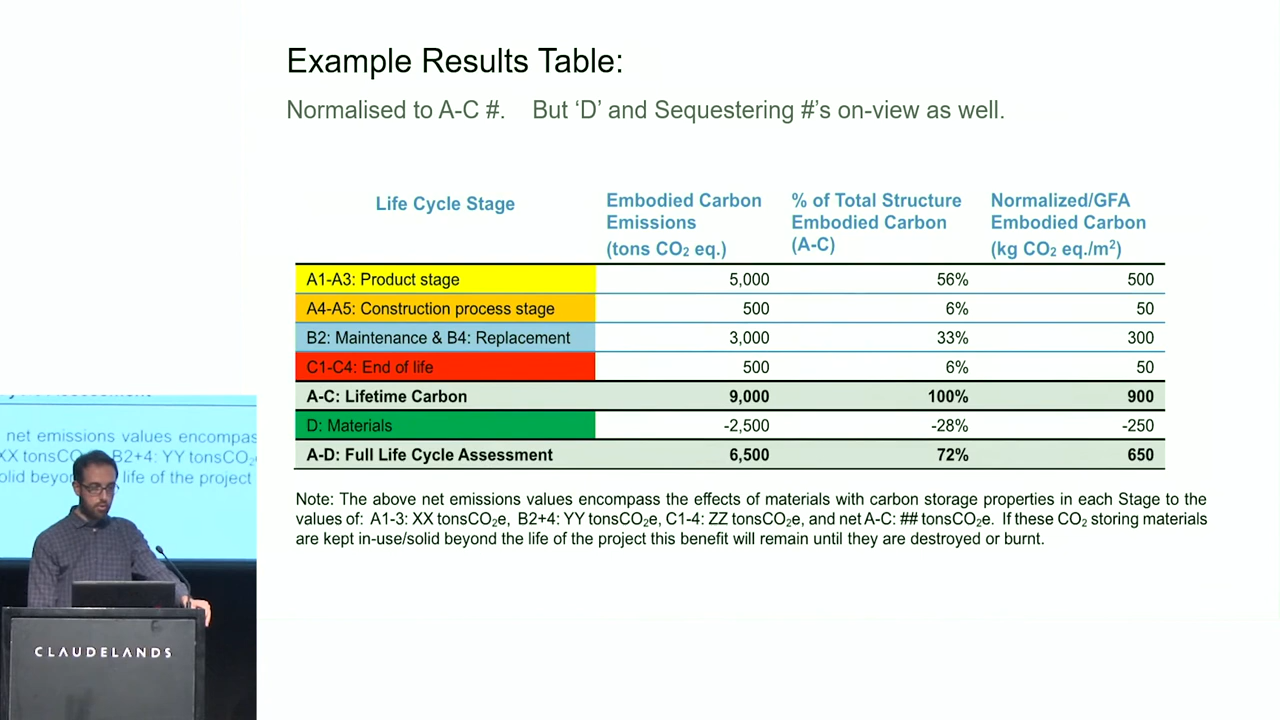 Example Results Table:
Normalised to A-C #. But ‘D’ and Sequestering #’s on-view as well.
Life Cycle Stage
Embodied Carbon Emissions (tons CO₂ eq.)
% of Total Structure Embodied Carbon (A-C)
Normalized/GFA Embodied Carbon (kg CO₂ eq./m²)
A1-A3: Product stage 5,000 56% 500
A4-A5: Construction process stage 500 6% 50
B2: Maintenance & B4: Replacement 3,000 33% 300
C1-C4: End of life 500 6% 50
A-C: Lifetime Carbon 9,000 100% 900
D: Materials -2,500 -28% -250
A-D: Full Life Cycle Assessment 6,500 72% 650
Note: The above net emissions values encompass the effects of materials with carbon storage properties in each Stage to the
values of: A1-3: XX tonsCO₂e, B2+4: YY tonsCO₂e, C1-4: ZZ tonsCO₂e, and net A-C: ## tonsCO₂e. If these CO₂ storing materials
are kept in-use/solid beyond the life of the project this benefit will remain until they are destroyed or burnt.
net emissions values encompas
XX tonsCO B2+4: YY tonsCO₂
olid beyon life of the project
CLAUDELANDS